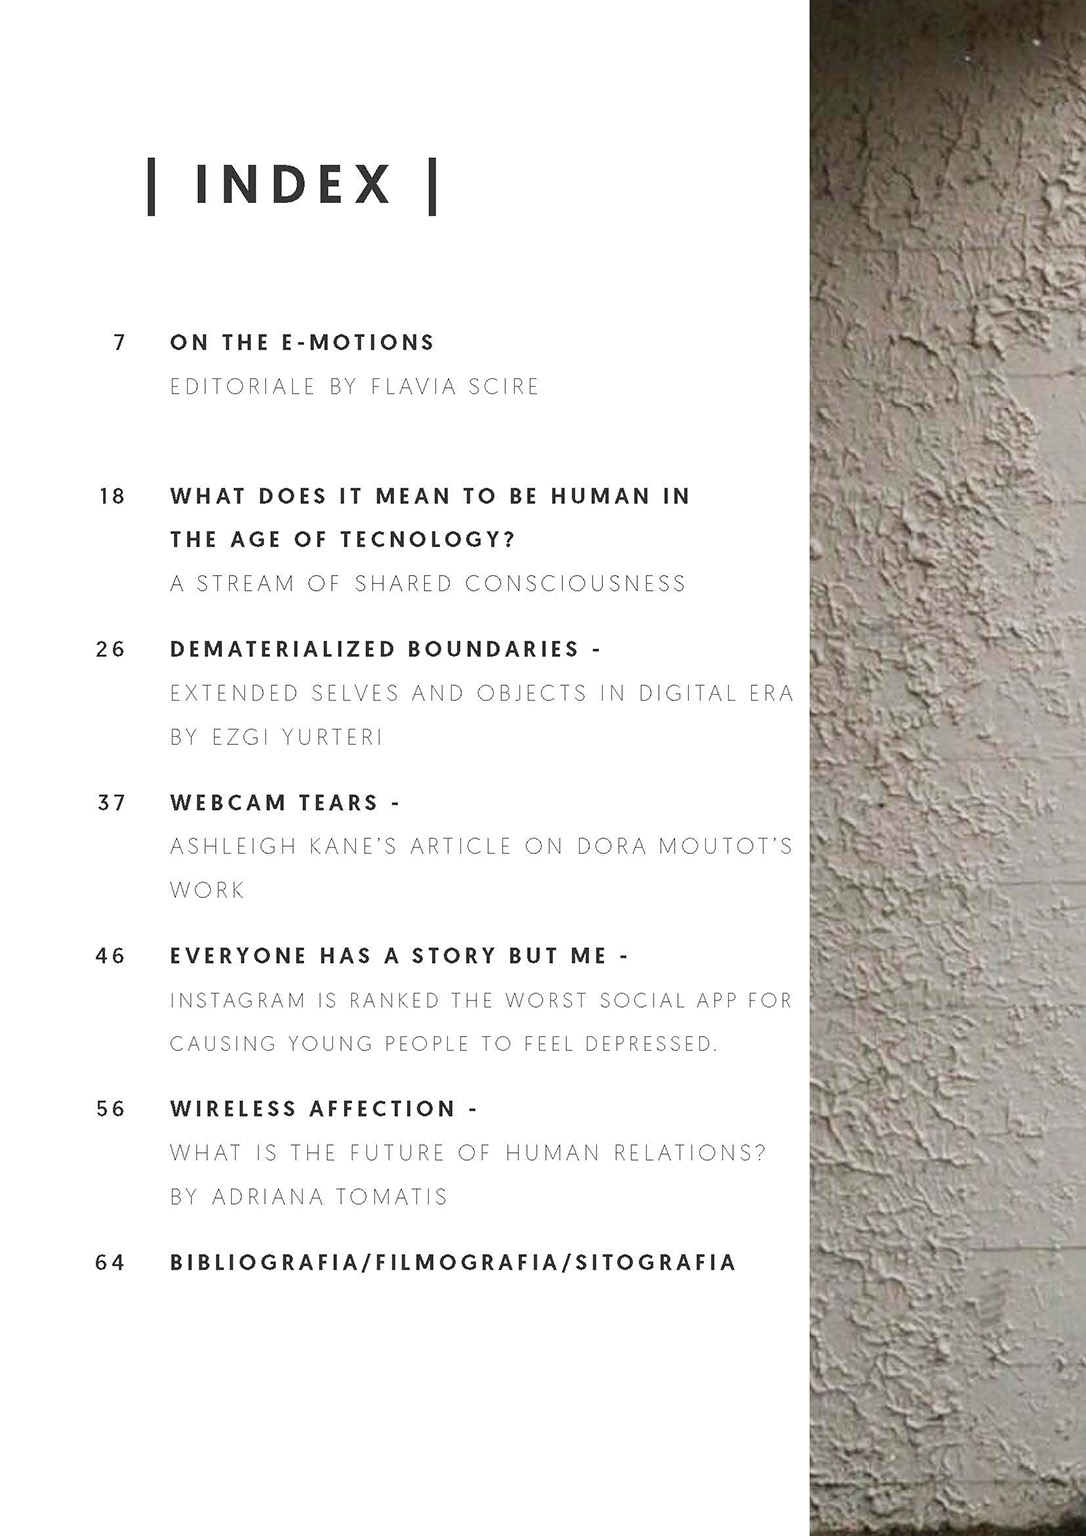 | INDEX |
7 ON THE E-MOTIONS
EDITORIALE BY FLAVIA SCIRE
18 WHAT DOES IT MEAN TO BE HUMAN IN
THE AGE OF TECNOLOGY?
A STREAM OF SHARED CONSCIOUSNESS
26 DEMATERIALIZED BOUNDARIES -
EXTENDED SELVES AND OBJECTS IN DIGITAL ERA
BY EZGI YURTERI
37 WEBCAM TEARS -
ASHLEIGH KANE'S ARTICLE ON DORA MOUTOT'S
WORK
46 EVERYONE HAS A STORY BUT ME -
INSTAGRAM IS RANKED THE WORST SOCIAL APP FOR
CAUSING YOUNG PEOPLE TO FEEL DEPRESSED.
56 WIRELESS AFFECTION -
WHAT IS THE FUTURE OF HUMAN RELATIONS?
BY ADRIANA TOMATIS
64 BIBLIOGRAFIA/FILMOGRAFIA/SITOGRAFIA